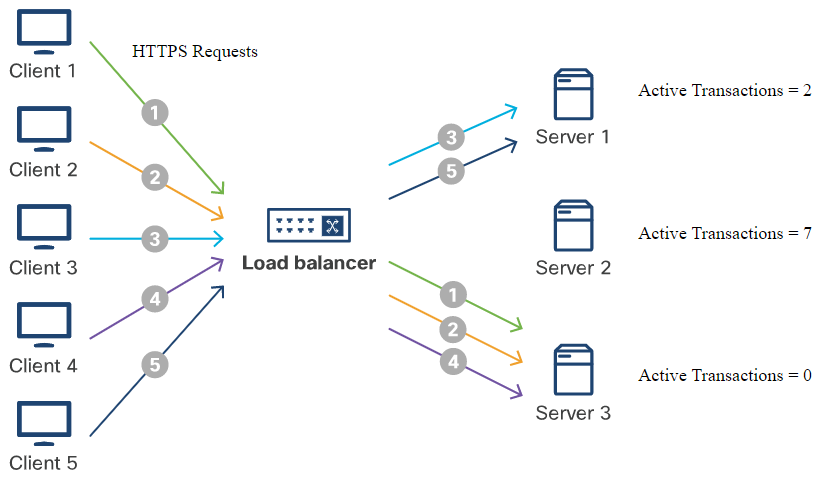 HTTPS Requests
Client 1
Client 2
Client 3
Client 4
Client 5
1
2
3
4
5
Load balancer
3
5
1
2
4
Server 1
Active Transactions = 2
Server 2
Active Transactions = 7
Server 3
Active Transactions = 0